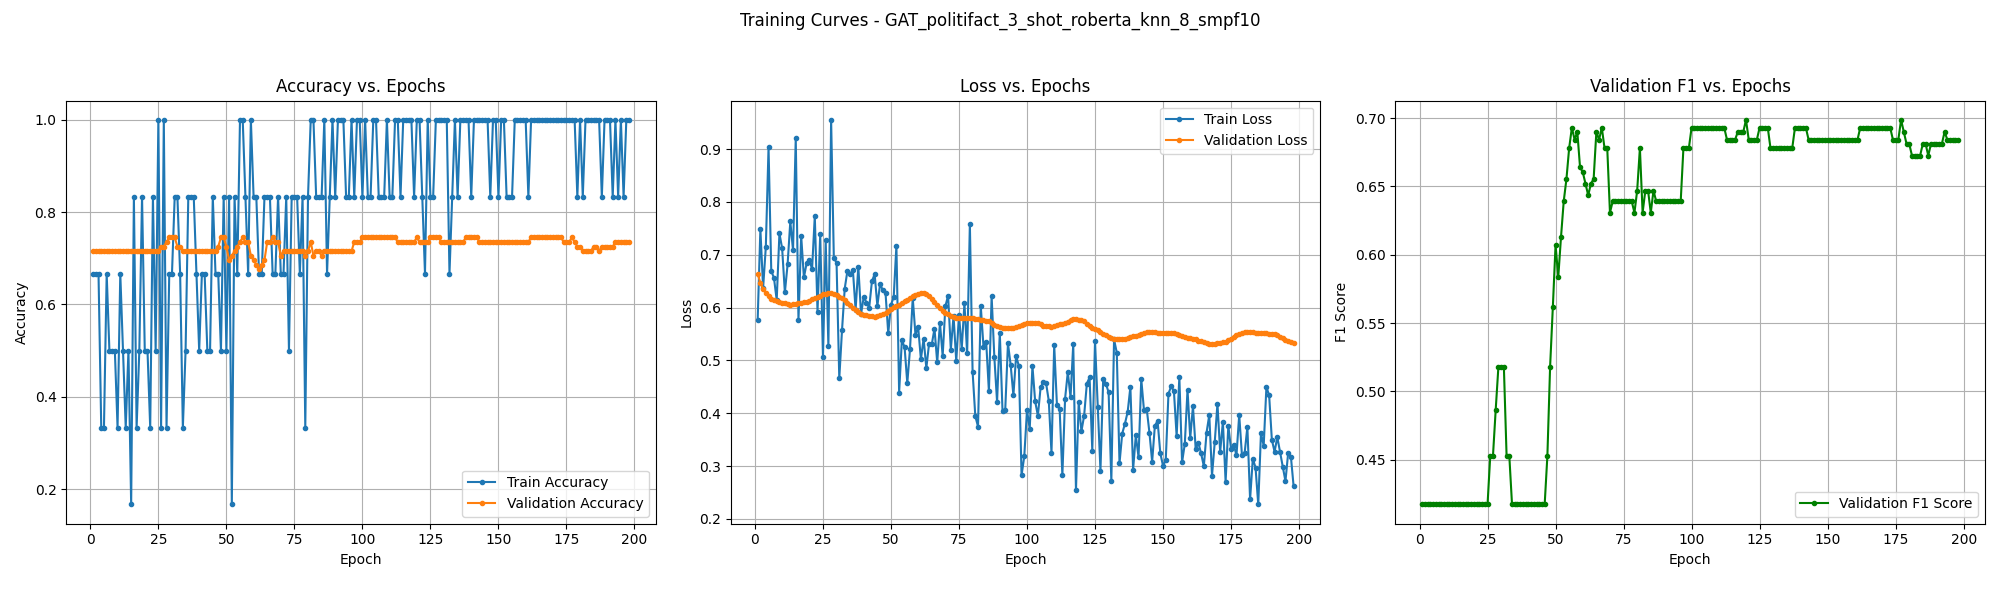 Training Curves - GAT_politifact_3_shot_roberta_knn_8_smpf10
Accuracy vs. Epochs
Accuracy
1.0
0.8
0.6
0.4
0.2
Train Accuracy
Validation Accuracy
0 25 50 75 100 125 150 175 200
Epoch
Loss vs. Epochs
Loss
0.9
0.8
0.7
0.6
0.5
0.4
0.3
0.2
Train Loss
Validation Loss
0 25 50 75 100 125 150 175 200
Epoch
Validation F1 vs. Epochs
F1 Score
0.70
0.65
0.60
0.55
0.50
0.45
Validation F1 Score
0 25 50 75 100 125 150 175 200
Epoch